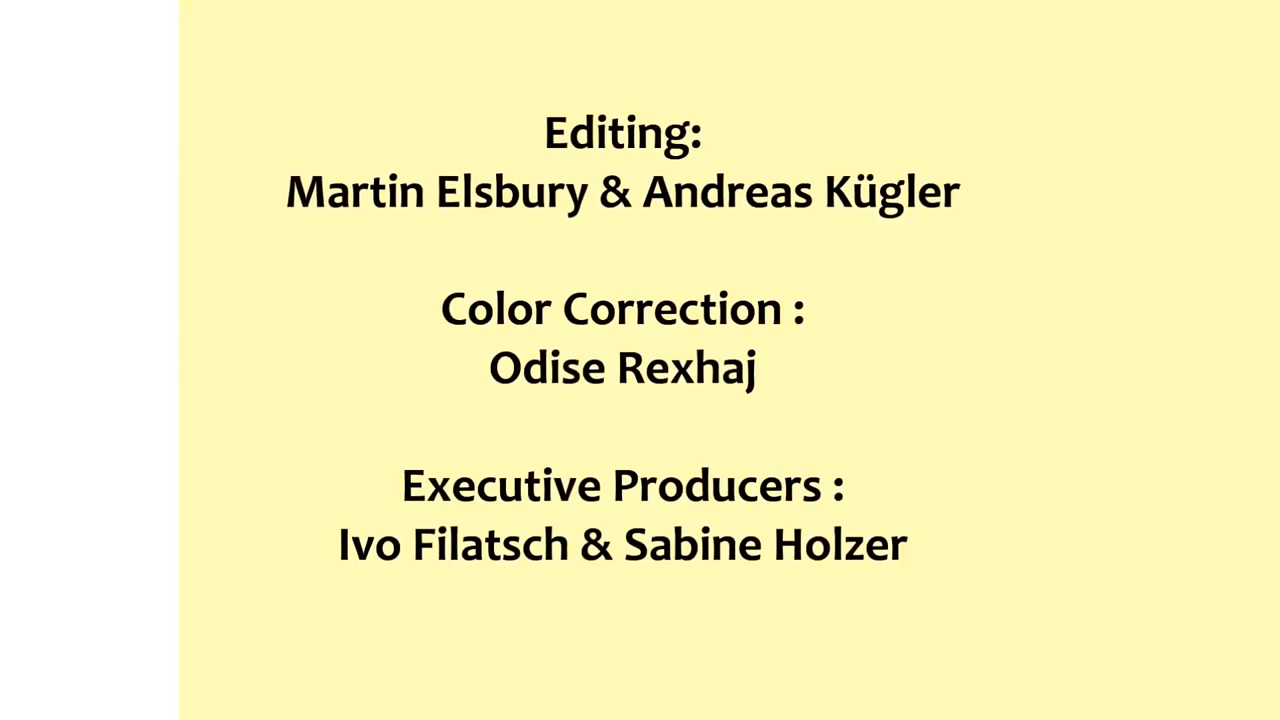 Editing:
Martin Elsbury & Andreas Kügler
Color Correction :
Odise Rexhaj
Executive Producers :
Ivo Filatsch & Sabine Holzer